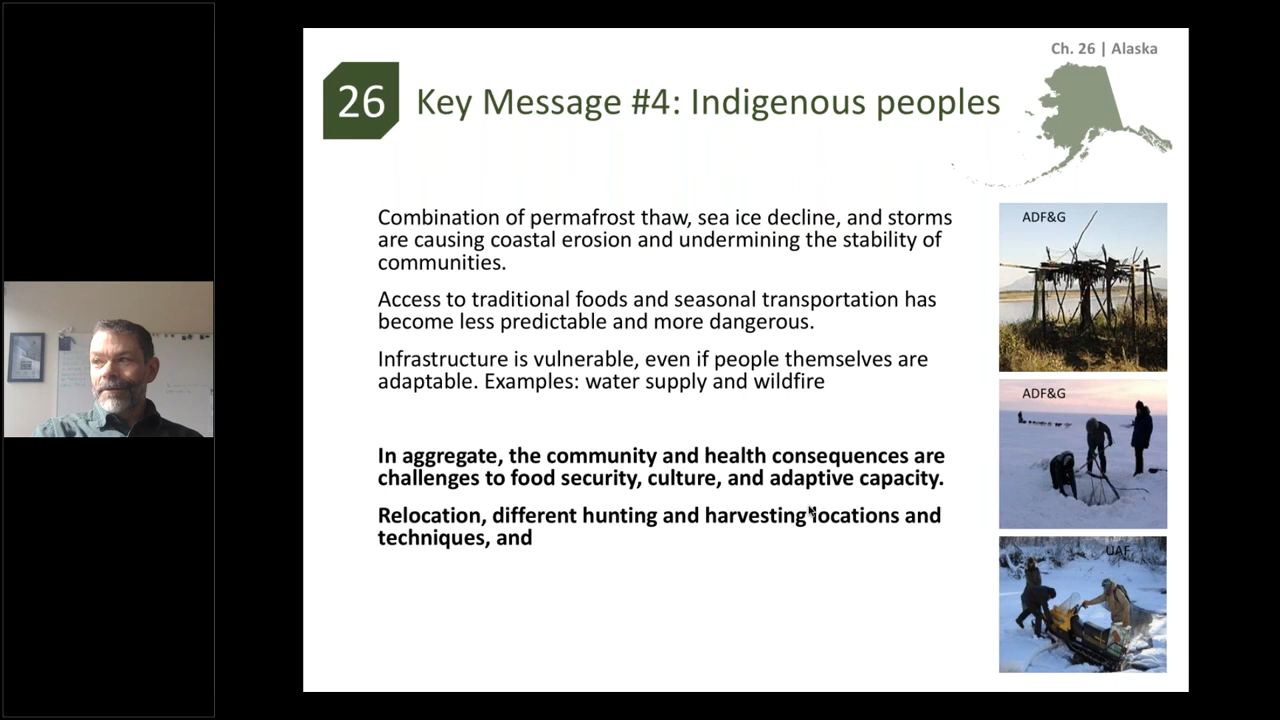 Ch. 26 | Alaska
26
Key Message #4: Indigenous peoples
Combination of permafrost thaw, sea ice decline, and storms
are causing coastal erosion and undermining the stability of
communities.
Access to traditional foods and seasonal transportation has
become less predictable and more dangerous.
Infrastructure is vulnerable, even if people themselves are
adaptable. Examples: water supply and wildfire
In aggregate, the community and health consequences are
challenges to food security, culture, and adaptive capacity.
Relocation, different hunting and harvesting locations and
techniques, and
ADF&G
ADF&G
UAF